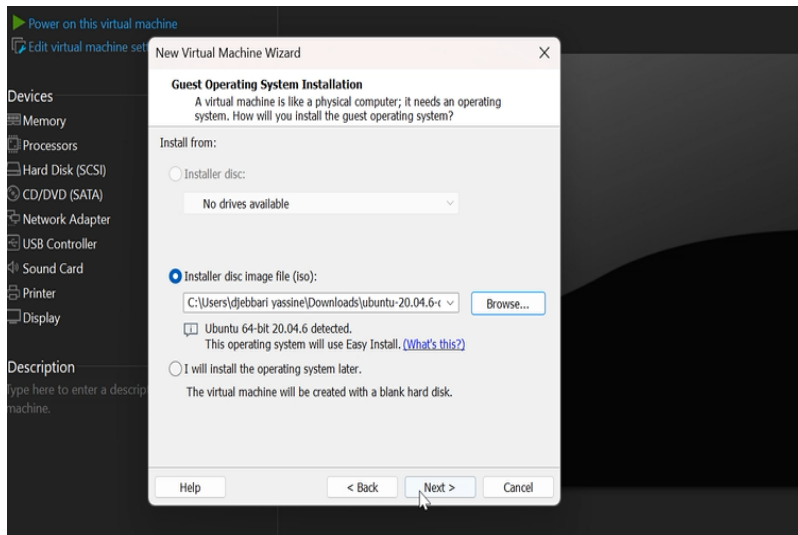 Power on this virtual machine
Edit virtual machine set
Devices
Memory
Processors
Hard Disk (SCSI)
CD/DVD (SATA)
Network Adapter
USB Controller
Sound Card
Printer
Display
Description
Type here to enter a descrip
machine.
New Virtual Machine Wizard
Guest Operating System Installation
A virtual machine is like a physical computer; it needs an operating
system. How will you install the guest operating system?
Install from:
Installer disc:
No drives available
Installer disc image file (iso):
C:\Users\djebbari yassine\Downloads\ubuntu-20.04.6-
Browse...
Ubuntu 64-bit 20.04.6 detected.
This operating system will use Easy Install. (What's this?)
I will install the operating system later.
The virtual machine will be created with a blank hard disk.
Help
< Back
Next >
Cancel